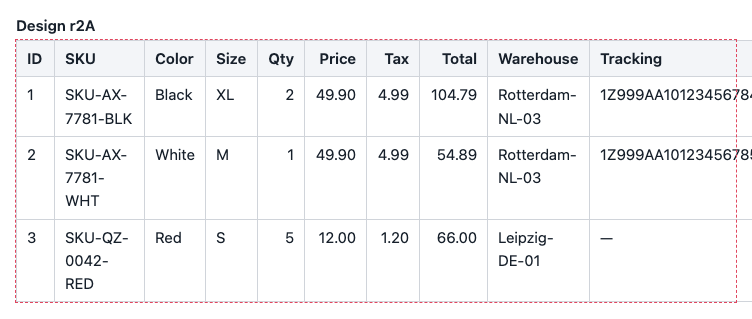 Design r2A
ID SKU Color Size Qty Price Tax Total Warehouse Tracking
1 SKU-AX- Black XL 2 49.90 4.99 104.79 Rotterdam- 1Z999AA10123456784
7781-BLK NL-03
2 SKU-AX- White M 1 49.90 4.99 54.89 Rotterdam- 1Z999AA10123456785
7781- NL-03
WHT
3 SKU-QZ- Red S 5 12.00 1.20 66.00 Leipzig- —
0042- DE-01
RED